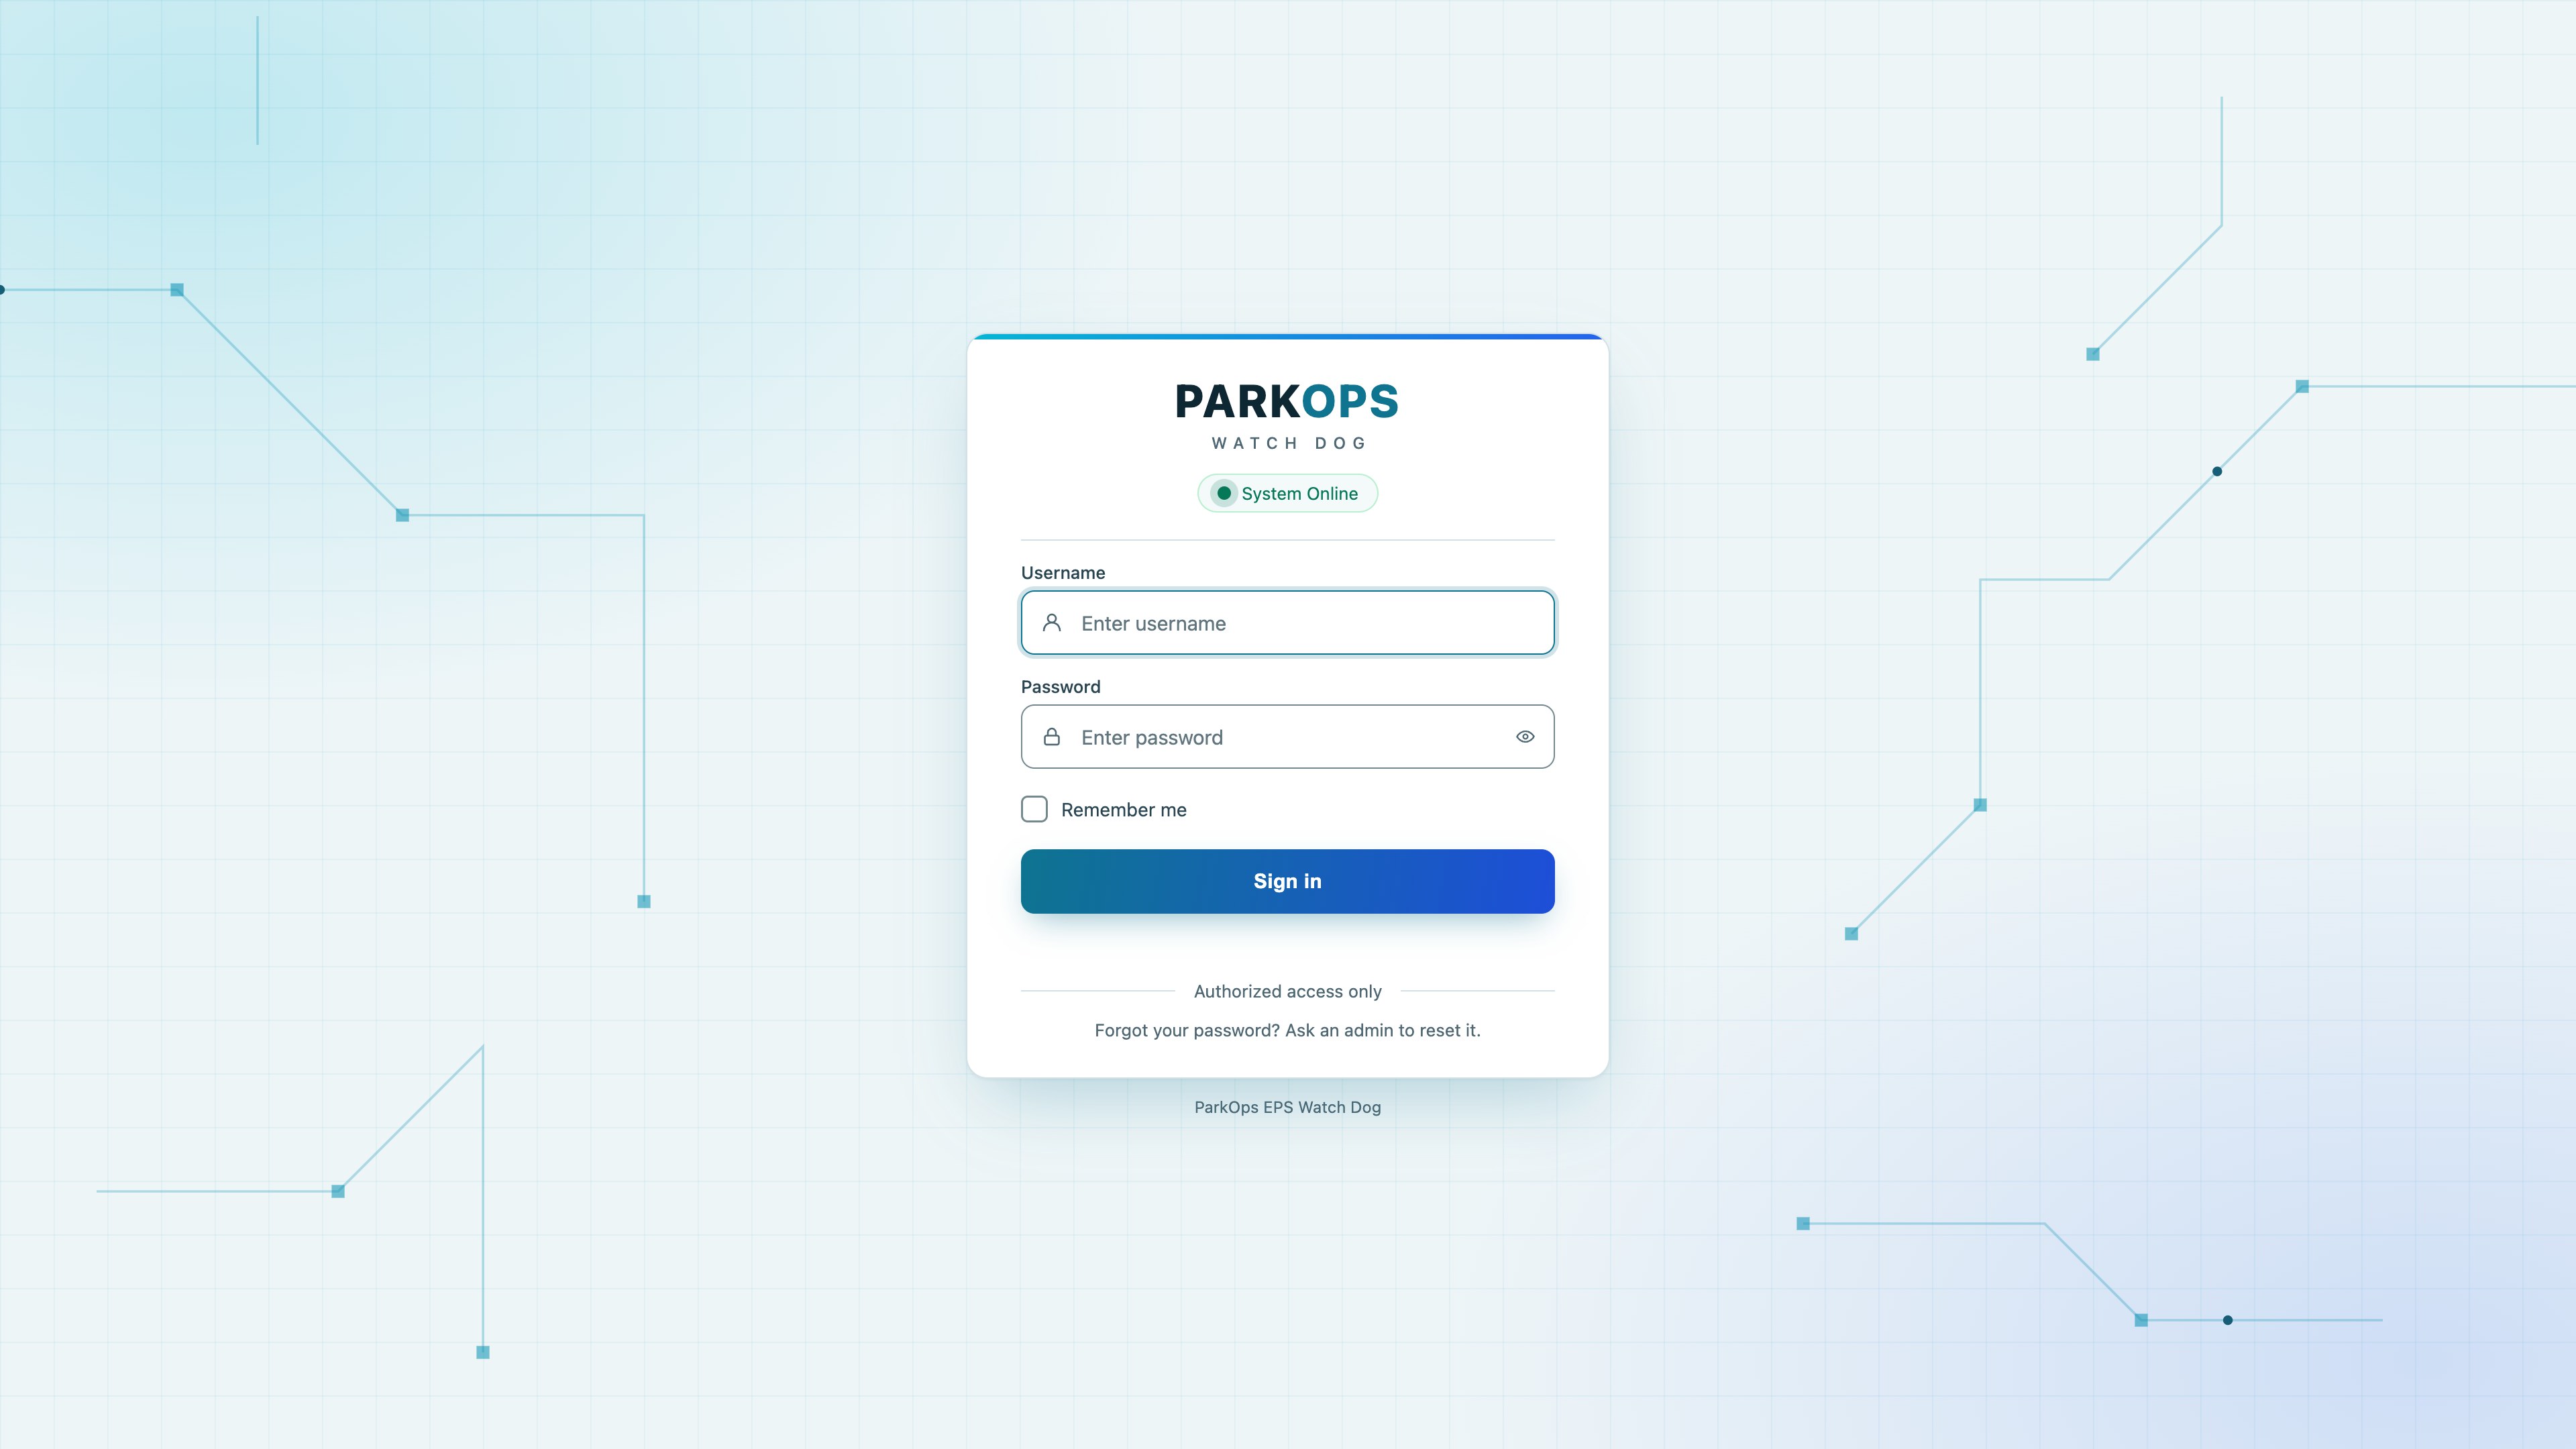 PARKOPS
WATCH DOG
System Online
Username
Enter username
Password
Enter password
Remember me
Sign in
Authorized access only
Forgot your password? Ask an admin to reset it.
ParkOps EPS Watch Dog